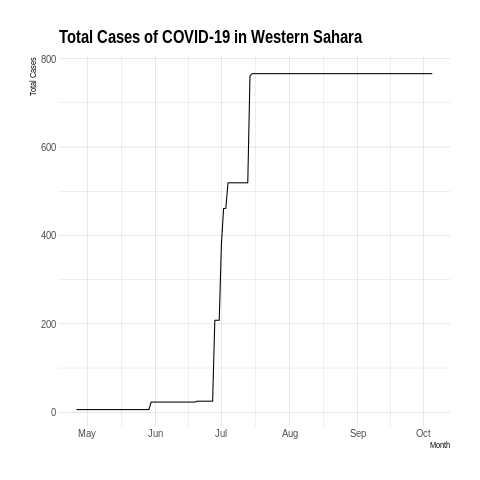 Total Cases of COVID-19 in Western Sahara
Total Cases
800
600
400
200
0
May Jun Jul Aug Sep Oct
Month